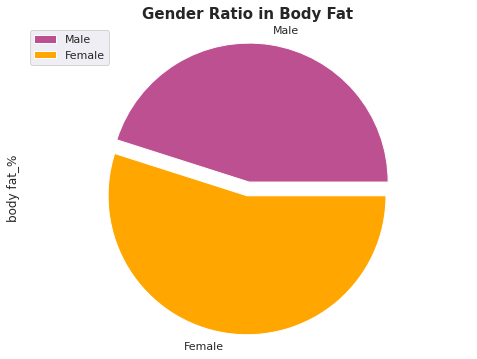 Gender Ratio in Body Fat
Male
Male
Female
body fat_%
Female